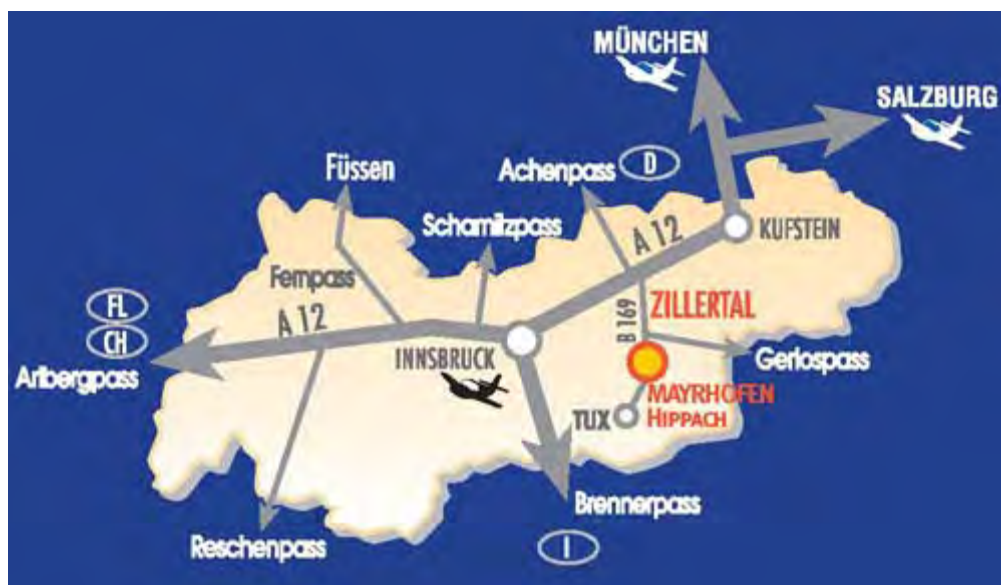 MÜNCHEN
SALZBURG
Achenpass
D
Füssen
Scharnitzpass
A 12
KUFSTEIN
Fernpass
FL
CH
A 12
B 169
ZILLERTAL
Arlbergpass
INNSBRUCK
Gerlospass
MAYRHOFEN
TUX
HIPPACH
Brennerpass
Reschenpass
I